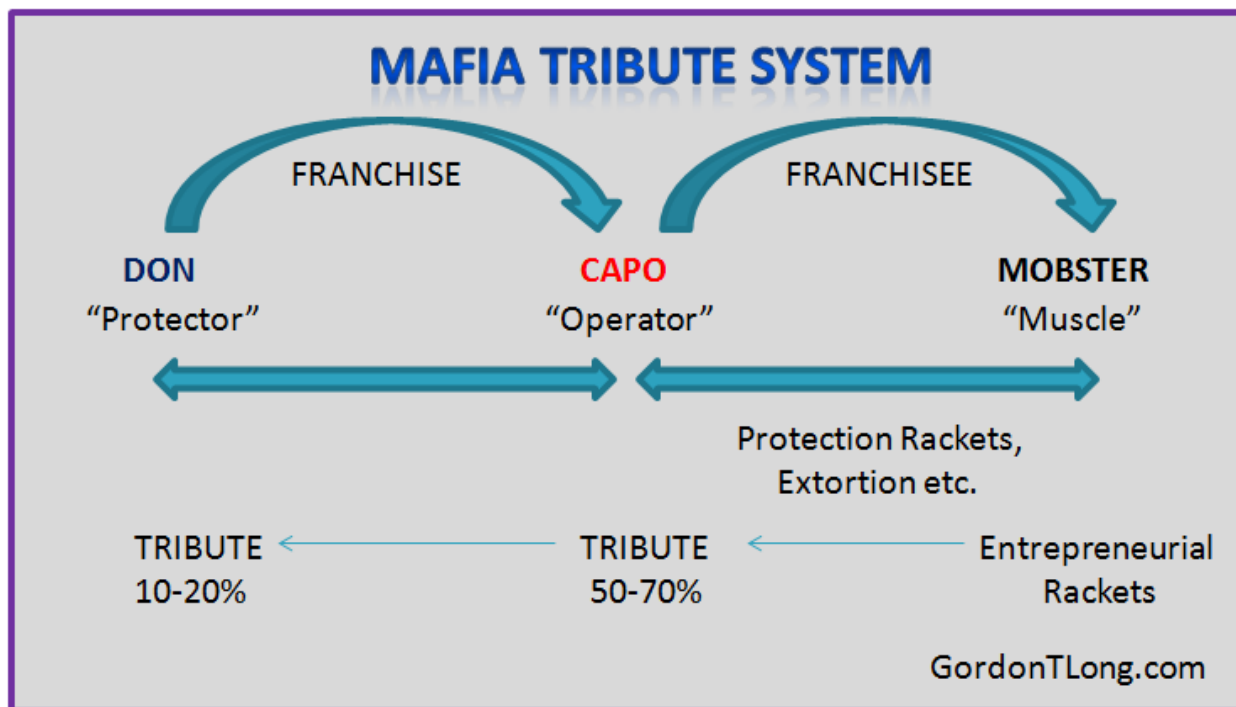 MAFIA TRIBUTE SYSTEM
FRANCHISE
FRANCHISEE
DON
“Protector”
CAPO
“Operator”
MOBSTER
“Muscle”
Protection Rackets,
Extortion etc.
TRIBUTE
10-20%
TRIBUTE
50-70%
Entrepreneurial
Rackets
GordonTLong.com